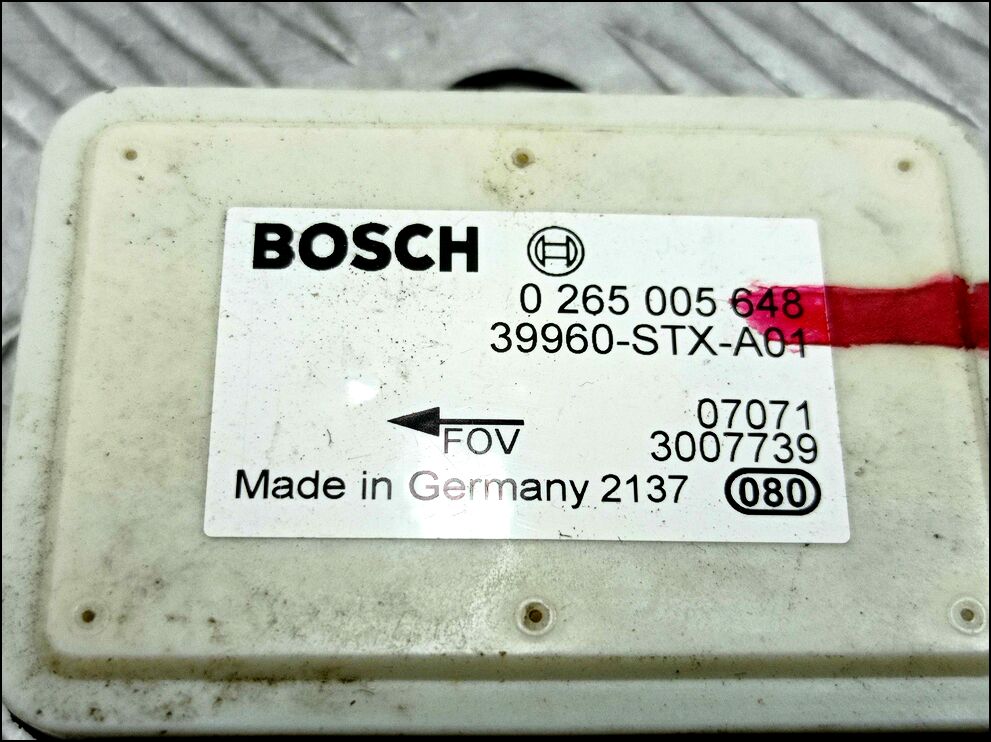 BOSCH
0 265 005 648
39960-STX-A01
07071
FOV
3007739
Made in Germany 2137
080